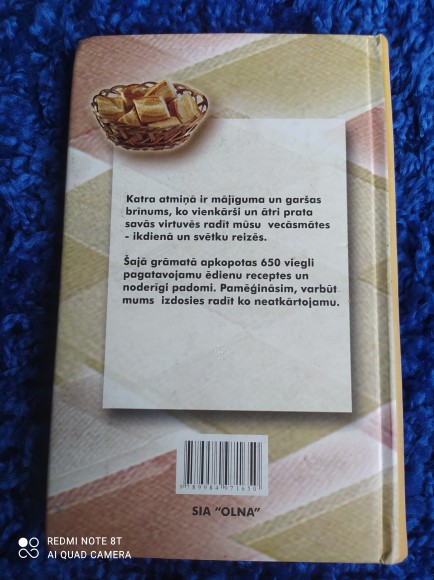 Katra atmiņā ir mājīguma un garšas
brīnums, ko vienkārši un ātri prata
savās virtuvēs radīt mūsu vecāsmātes
- ikdienā un svētku reizēs.
Šajā grāmatā apkopotas 650 viegli
pagatavojamu ēdienu receptes un
noderīgi padomi. Pamēģināsim, varbūt
mums izdosies radīt ko neatkārtojamu.
9789984971650
SIA "OLNA"
REDMI NOTE 8T
AI QUAD CAMERA